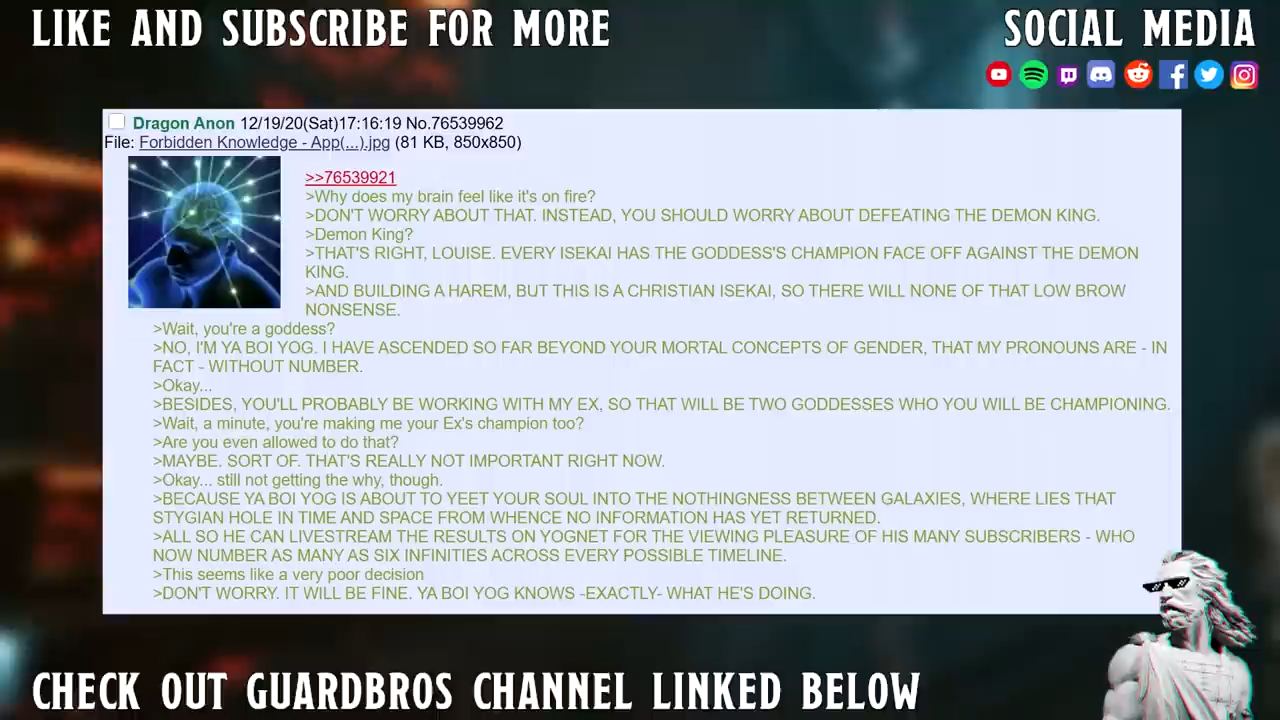 LIKE AND SUBSCRIBE FOR MORE
SOCIAL MEDIA
Dragon Anon 12/19/20(Sat)17:16:19 No.76539962
File: Forbidden Knowledge - App(...).jpg (81 KB, 850x850)
>>76539921
>Why does my brain feel like it's on fire?
>DON'T WORRY ABOUT THAT. INSTEAD, YOU SHOULD WORRY ABOUT DEFEATING THE DEMON KING.
>Demon King?
>THAT'S RIGHT, LOUISE. EVERY ISEKAI HAS THE GODDESS'S CHAMPION FACE OFF AGAINST THE DEMON
KING.
>AND BUILDING A HAREM, BUT THIS IS A CHRISTIAN ISEKAI, SO THERE WILL NONE OF THAT LOW BROW
NONSENSE.
>Wait, you're a goddess?
>NO, I'M YA BOI YOG. I HAVE ASCENDED SO FAR BEYOND YOUR MORTAL CONCEPTS OF GENDER, THAT MY PRONOUNS ARE - IN
FACT - WITHOUT NUMBER.
>Okay...
>BESIDES, YOU'LL PROBABLY BE WORKING WITH MY EX, SO THAT WILL BE TWO GODDESSES WHO YOU WILL BE CHAMPIONING.
>Wait, a minute, you're making me your Ex's champion too?
>Are you even allowed to do that?
>MAYBE. SORT OF. THAT'S REALLY NOT IMPORTANT RIGHT NOW.
>Okay... still not getting the why, though.
>BECAUSE YA BOI YOG IS ABOUT TO YEET YOUR SOUL INTO THE NOTHINGNESS BETWEEN GALAXIES, WHERE LIES THAT
STYGIAN HOLE IN TIME AND SPACE FROM WHENCE NO INFORMATION HAS YET RETURNED.
>ALL SO HE CAN LIVESTREAM THE RESULTS ON YOGNET FOR THE VIEWING PLEASURE OF HIS MANY SUBSCRIBERS - WHO
NOW NUMBER AS MANY AS SIX INFINITIES ACROSS EVERY POSSIBLE TIMELINE.
>This seems like a very poor decision
>DON'T WORRY. IT WILL BE FINE. YA BOI YOG KNOWS -EXACTLY- WHAT HE'S DOING.
CHECK OUT GUARDBROS CHANNEL LINKED BELOW